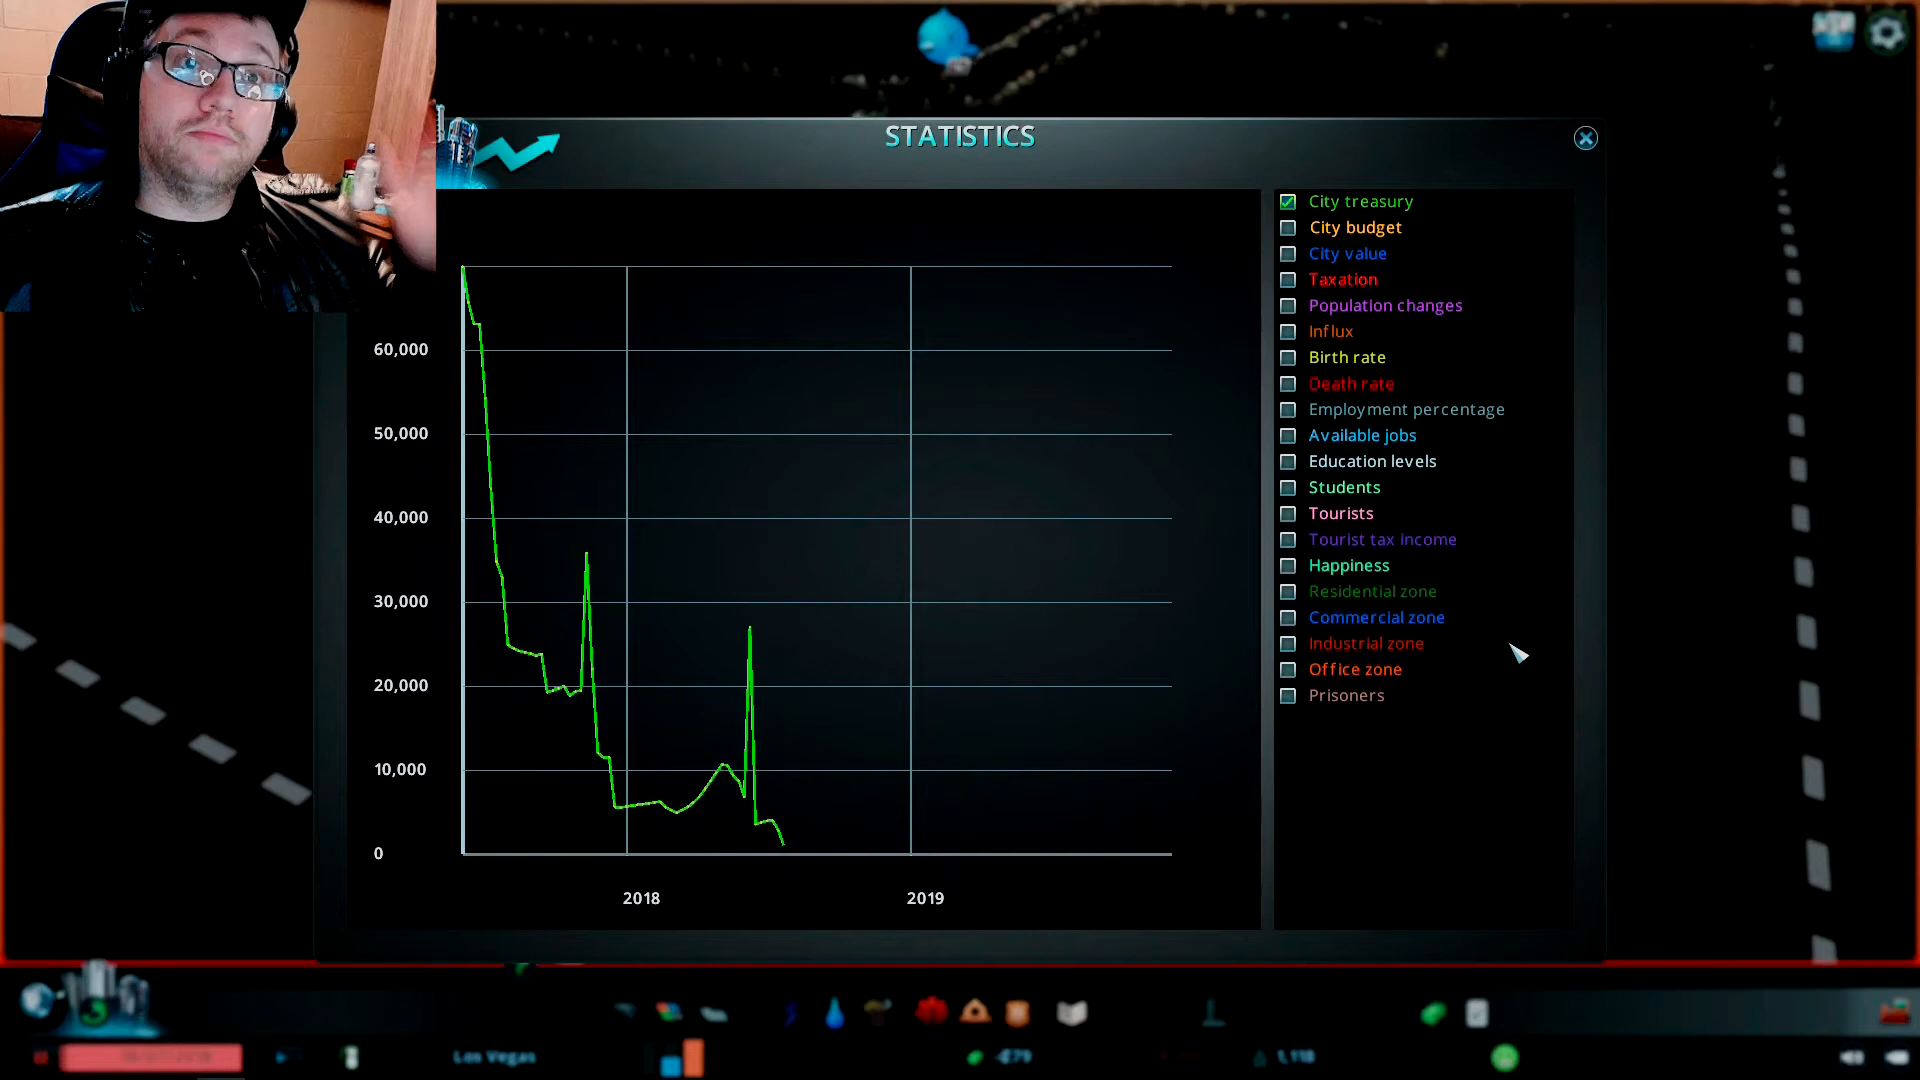 STATISTICS
City treasury
City budget
City value
Taxation
Population changes
Influx
Birth rate
Death rate
Employment percentage
Available jobs
Education levels
Students
Tourists
Tourist tax income
Happiness
Residential zone
Commercial zone
Industrial zone
Office zone
Prisoners
60,000
50,000
40,000
30,000
20,000
10,000
0
2018
2019
Los Vegas
1,118